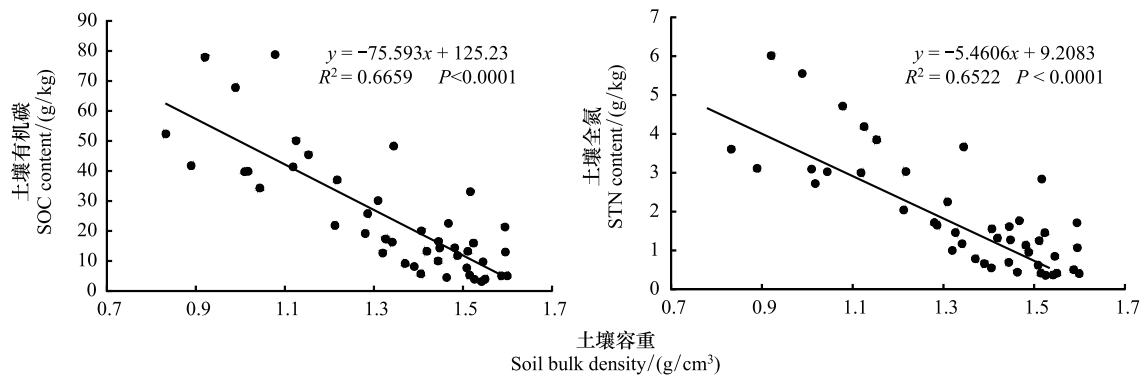 90
80
70
60
50
40
30
20
10
0
土壤有机碳
SOC content/(g/kg)
y = −75.593x + 125.23
R² = 0.6659 P<0.0001
0.7 0.9 1.1 1.3 1.5 1.7
7
6
5
4
3
2
1
0
土壤全氮
STN content/(g/kg)
y = −5.4606x + 9.2083
R² = 0.6522 P < 0.0001
0.7 0.9 1.1 1.3 1.5 1.7
土壤容重
Soil bulk density/(g/cm³)